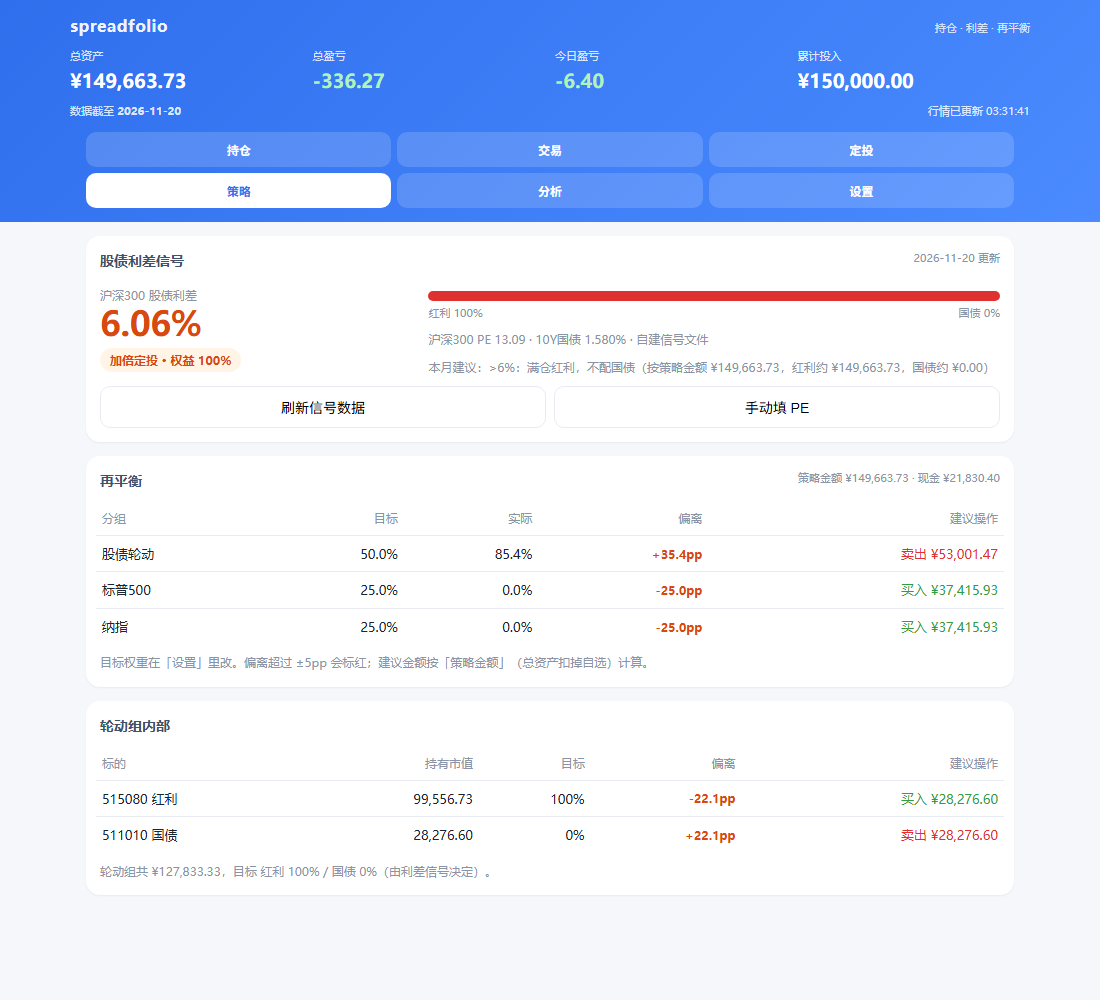 spreadfolio
持仓 · 利差 · 再平衡
总资产 总盈亏 今日盈亏 累计投入
¥149,663.73 -336.27 -6.40 ¥150,000.00
数据截至 2026-11-20 行情已更新 03:31:41
持仓 交易 定投
策略 分析 设置
股债利差信号 2026-11-20 更新
沪深300 股债利差
6.06%
加倍定投 · 权益 100%
红利 100% 国债 0%
沪深300 PE 13.09 · 10Y国债 1.580% · 自建信号文件
本月建议：>6%：满仓红利，不配国债（按策略金额 ¥149,663.73，红利约 ¥149,663.73，国债约 ¥0.00）
刷新信号数据 手动填 PE
再平衡 策略金额 ¥149,663.73 · 现金 ¥21,830.40
分组 目标 实际 偏离 建议操作
股债轮动 50.0% 85.4% +35.4pp 卖出 ¥53,001.47
标普500 25.0% 0.0% -25.0pp 买入 ¥37,415.93
纳指 25.0% 0.0% -25.0pp 买入 ¥37,415.93
目标权重在「设置」里改。偏离超过 ±5pp 会标红；建议金额按「策略金额」（总资产扣掉自选）计算。
轮动组内部
标的 持有市值 目标 偏离 建议操作
515080 红利 99,556.73 100% -22.1pp 买入 ¥28,276.60
511010 国债 28,276.60 0% +22.1pp 卖出 ¥28,276.60
轮动组共 ¥127,833.33，目标 红利 100% / 国债 0%（由利差信号决定）。